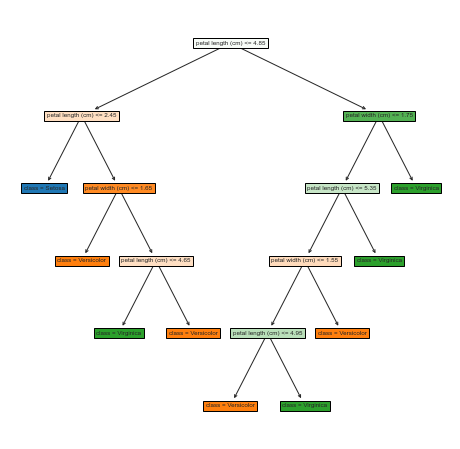 petal length (cm) <= 4.85
petal length (cm) <= 2.45
petal width (cm) <= 1.75
class = Setosa
petal width (cm) <= 1.65
petal length (cm) <= 5.35
class = Virginica
class = Versicolor
petal length (cm) <= 4.65
petal width (cm) <= 1.55
class = Virginica
class = Virginica
class = Versicolor
petal length (cm) <= 4.95
class = Versicolor
class = Versicolor
class = Virginica